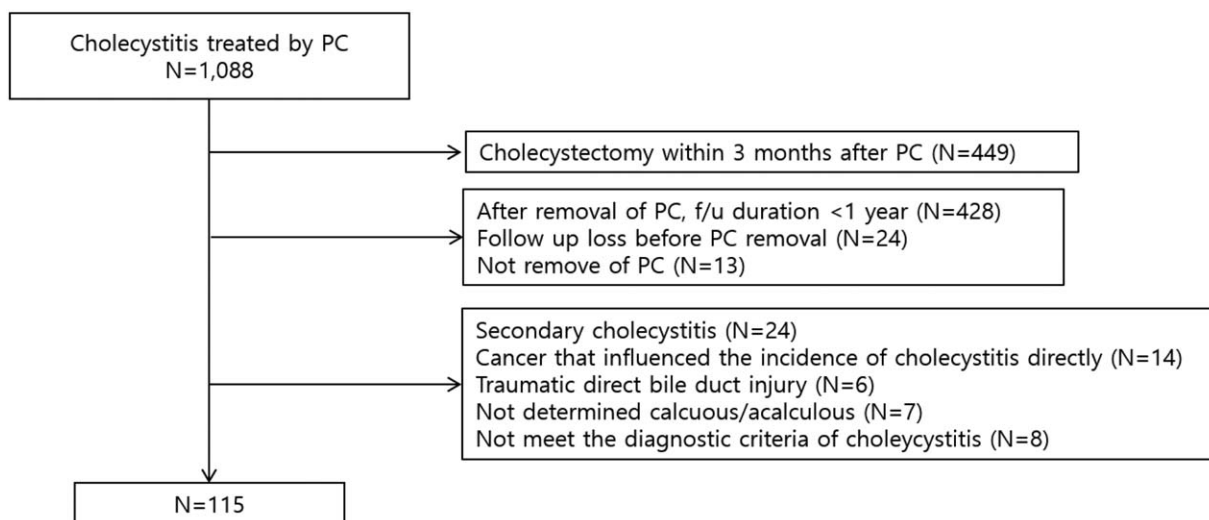 Cholecystitis treated by PC
N=1,088
Cholecystectomy within 3 months after PC (N=449)
After removal of PC, f/u duration <1 year (N=428)
Follow up loss before PC removal (N=24)
Not remove of PC (N=13)
Secondary cholecystitis (N=24)
Cancer that influenced the incidence of cholecystitis directly (N=14)
Traumatic direct bile duct injury (N=6)
Not determined calcuous/acalculous (N=7)
Not meet the diagnostic criteria of choleycystitis (N=8)
N=115